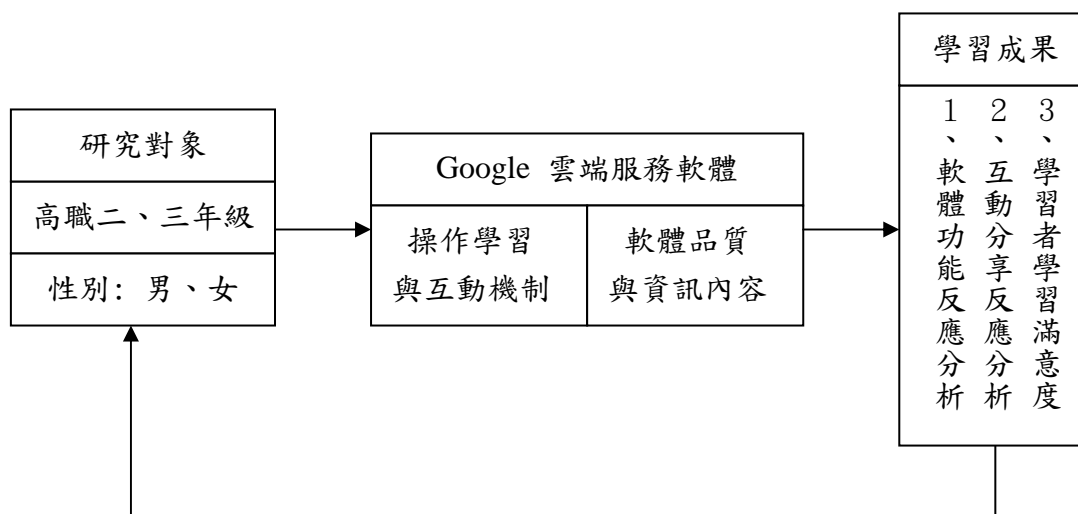 研究對象
高職二、三年級
性別: 男、女
Google 雲端服務軟體
操作學習
與互動機制
軟體品質
與資訊內容
學習成果
1、軟體功能反應分析
2、互動分享反應分析
3、學習者學習滿意度